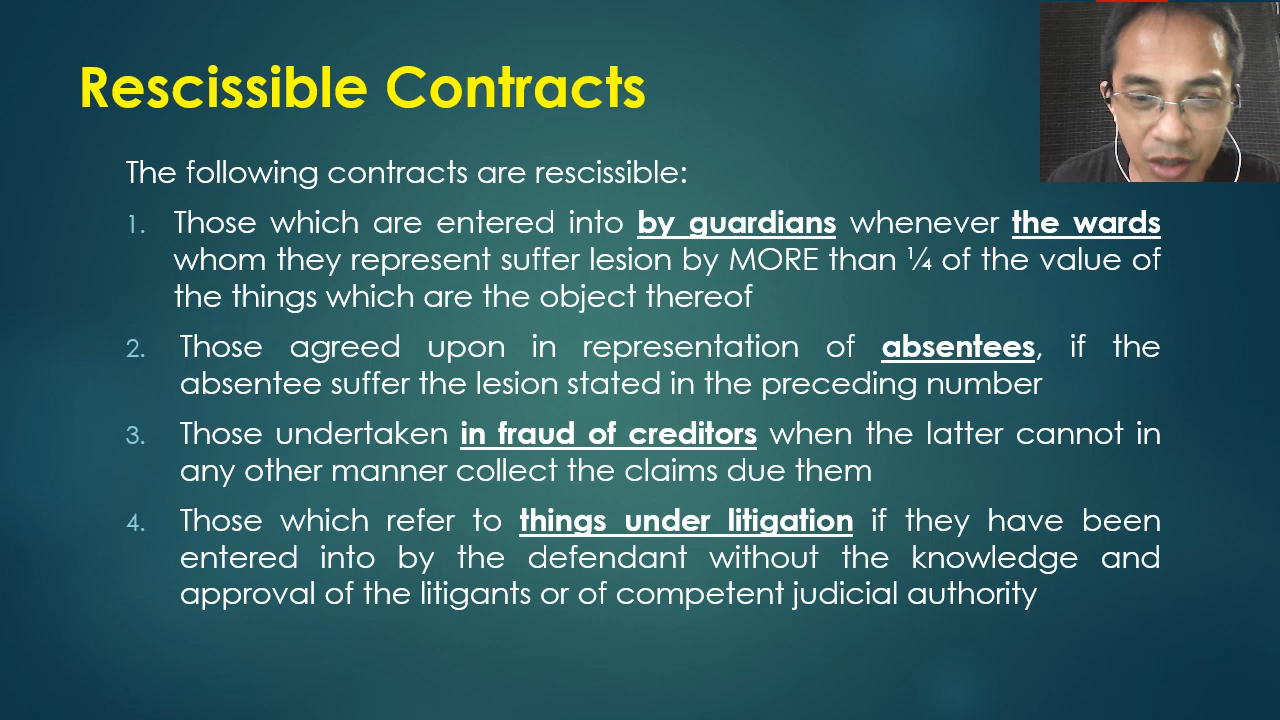 Rescissible Contracts
The following contracts are rescissible:
1. Those which are entered into by guardians whenever the wards
whom they represent suffer lesion by MORE than ¼ of the value of
the things which are the object thereof
2. Those agreed upon in representation of absentees, if the
absentee suffer the lesion stated in the preceding number
3. Those undertaken in fraud of creditors when the latter cannot in
any other manner collect the claims due them
4. Those which refer to things under litigation if they have been
entered into by the defendant without the knowledge and
approval of the litigants or of competent judicial authority